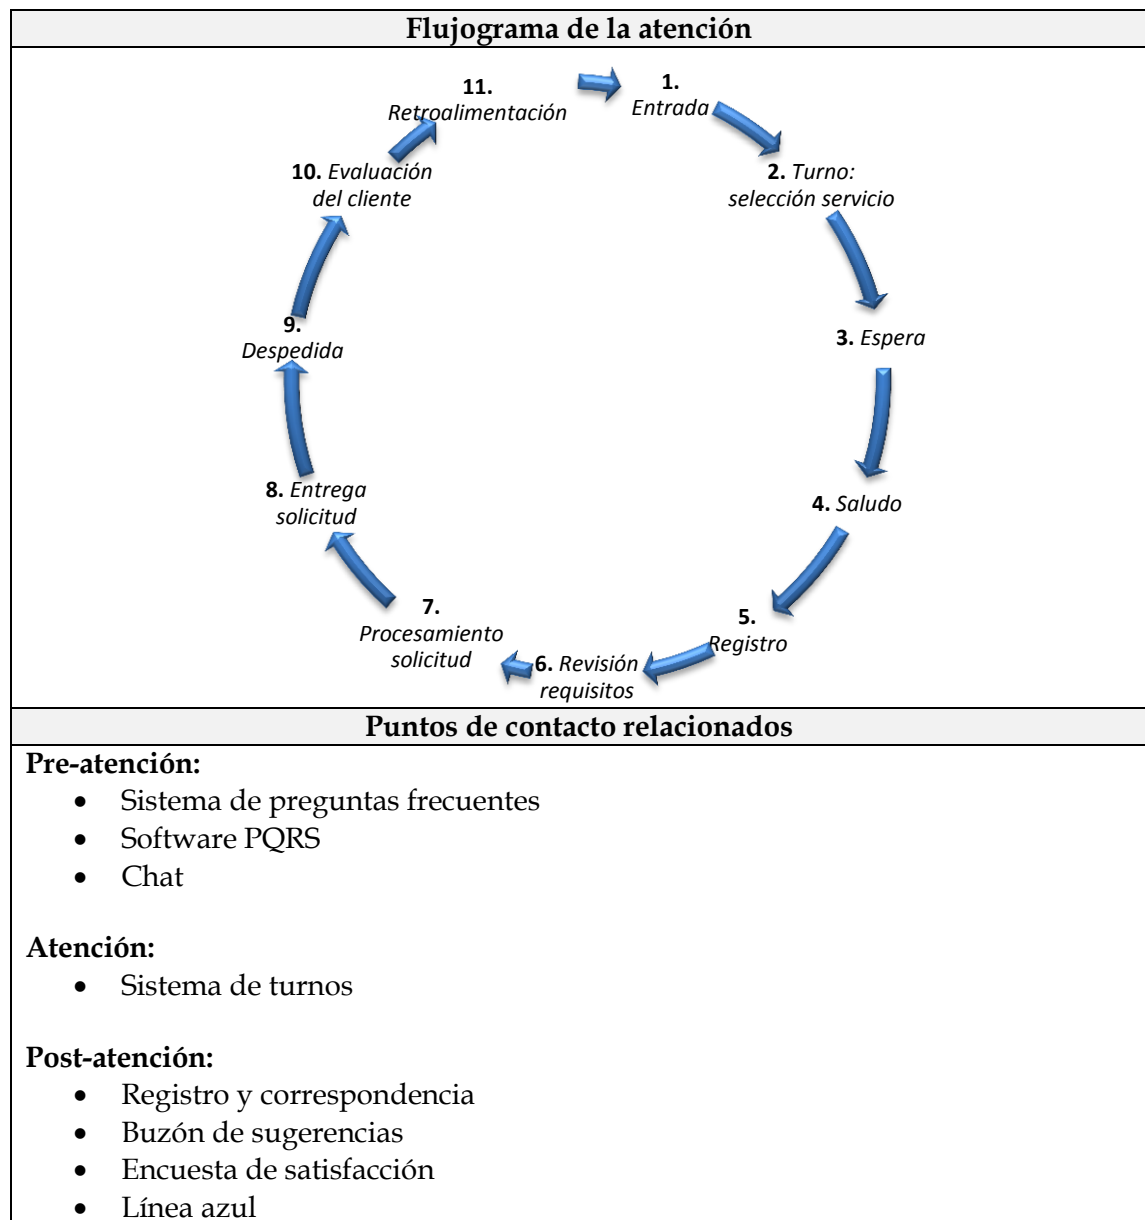 Flujograma de la atención
1.
Entrada
2. Turno:
selección servicio
3. Espera
4. Saludo
5.
Registro
6. Revisión
requisitos
7.
Procesamiento
solicitud
8. Entrega
solicitud
9.
Despedida
10. Evaluación
del cliente
11.
Retroalimentación
Puntos de contacto relacionados
Pre-atención:
• Sistema de preguntas frecuentes
• Software PQRS
• Chat
Atención:
• Sistema de turnos
Post-atención:
• Registro y correspondencia
• Buzón de sugerencias
• Encuesta de satisfacción
• Línea azul